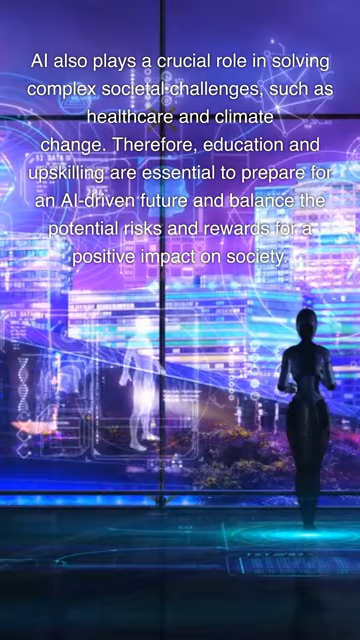 AI also plays a crucial role in solving
complex societal challenges, such as
healthcare and climate
change. Therefore, education and
upskilling are essential to prepare for
an AI-driven future and balance the
potential risks and rewards for a
positive impact on society.